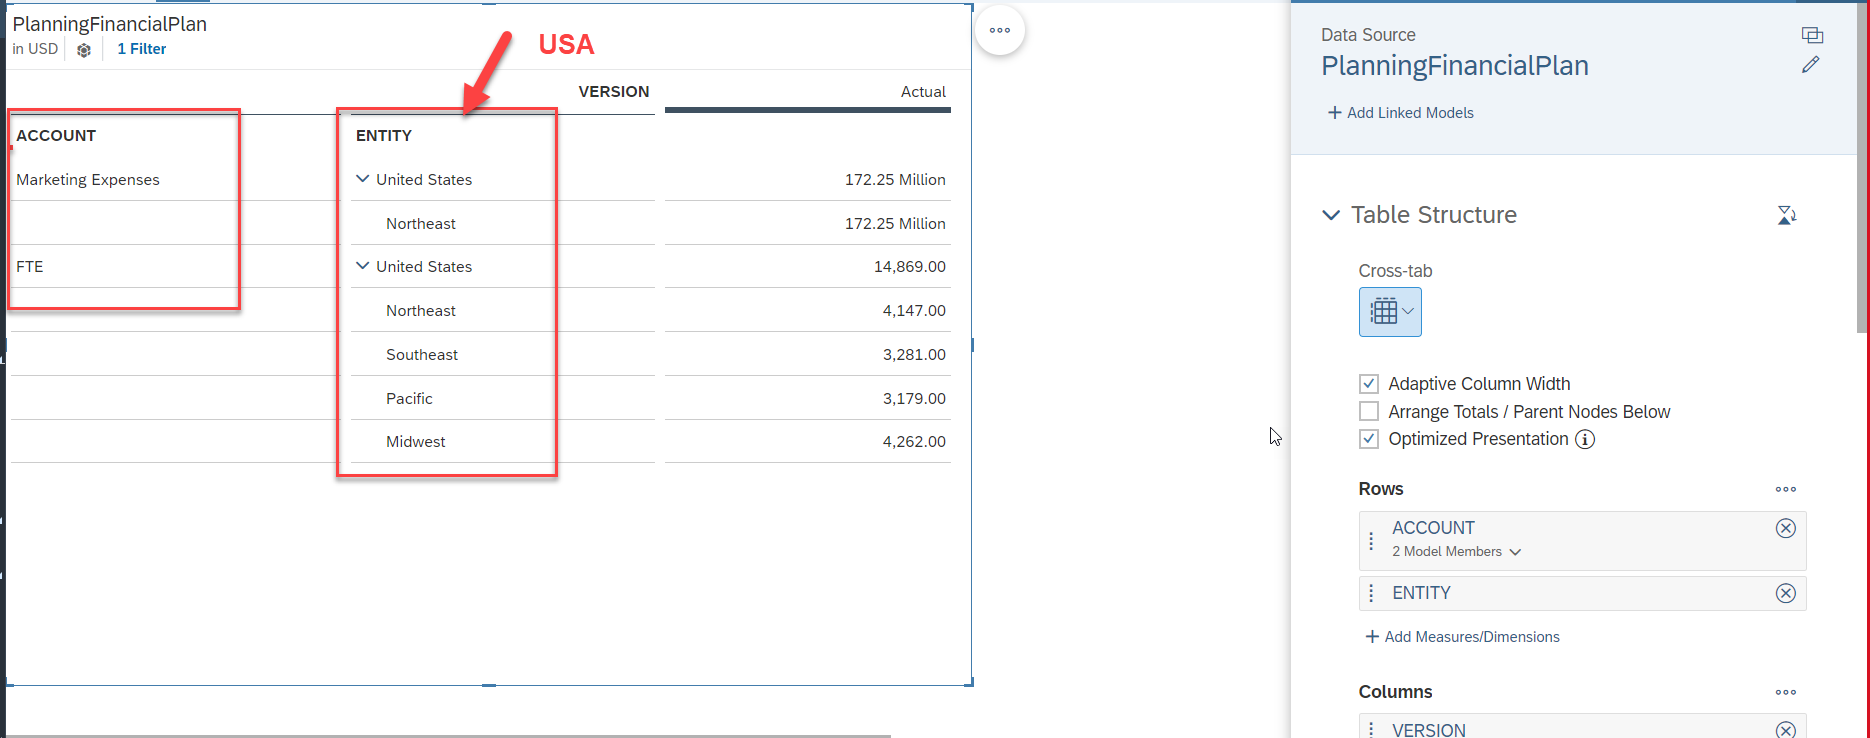 PlanningFinancialPlan
in USD
1 Filter
USA
VERSION
Actual
ACCOUNT
ENTITY
Marketing Expenses
United States
172.25 Million
Northeast
172.25 Million
FTE
United States
14,869.00
Northeast
4,147.00
Southeast
3,281.00
Pacific
3,179.00
Midwest
4,262.00
Data Source
PlanningFinancialPlan
+ Add Linked Models
Table Structure
Cross-tab
Adaptive Column Width
Arrange Totals / Parent Nodes Below
Optimized Presentation
Rows
ACCOUNT
2 Model Members
ENTITY
+ Add Measures/Dimensions
Columns
VERSION